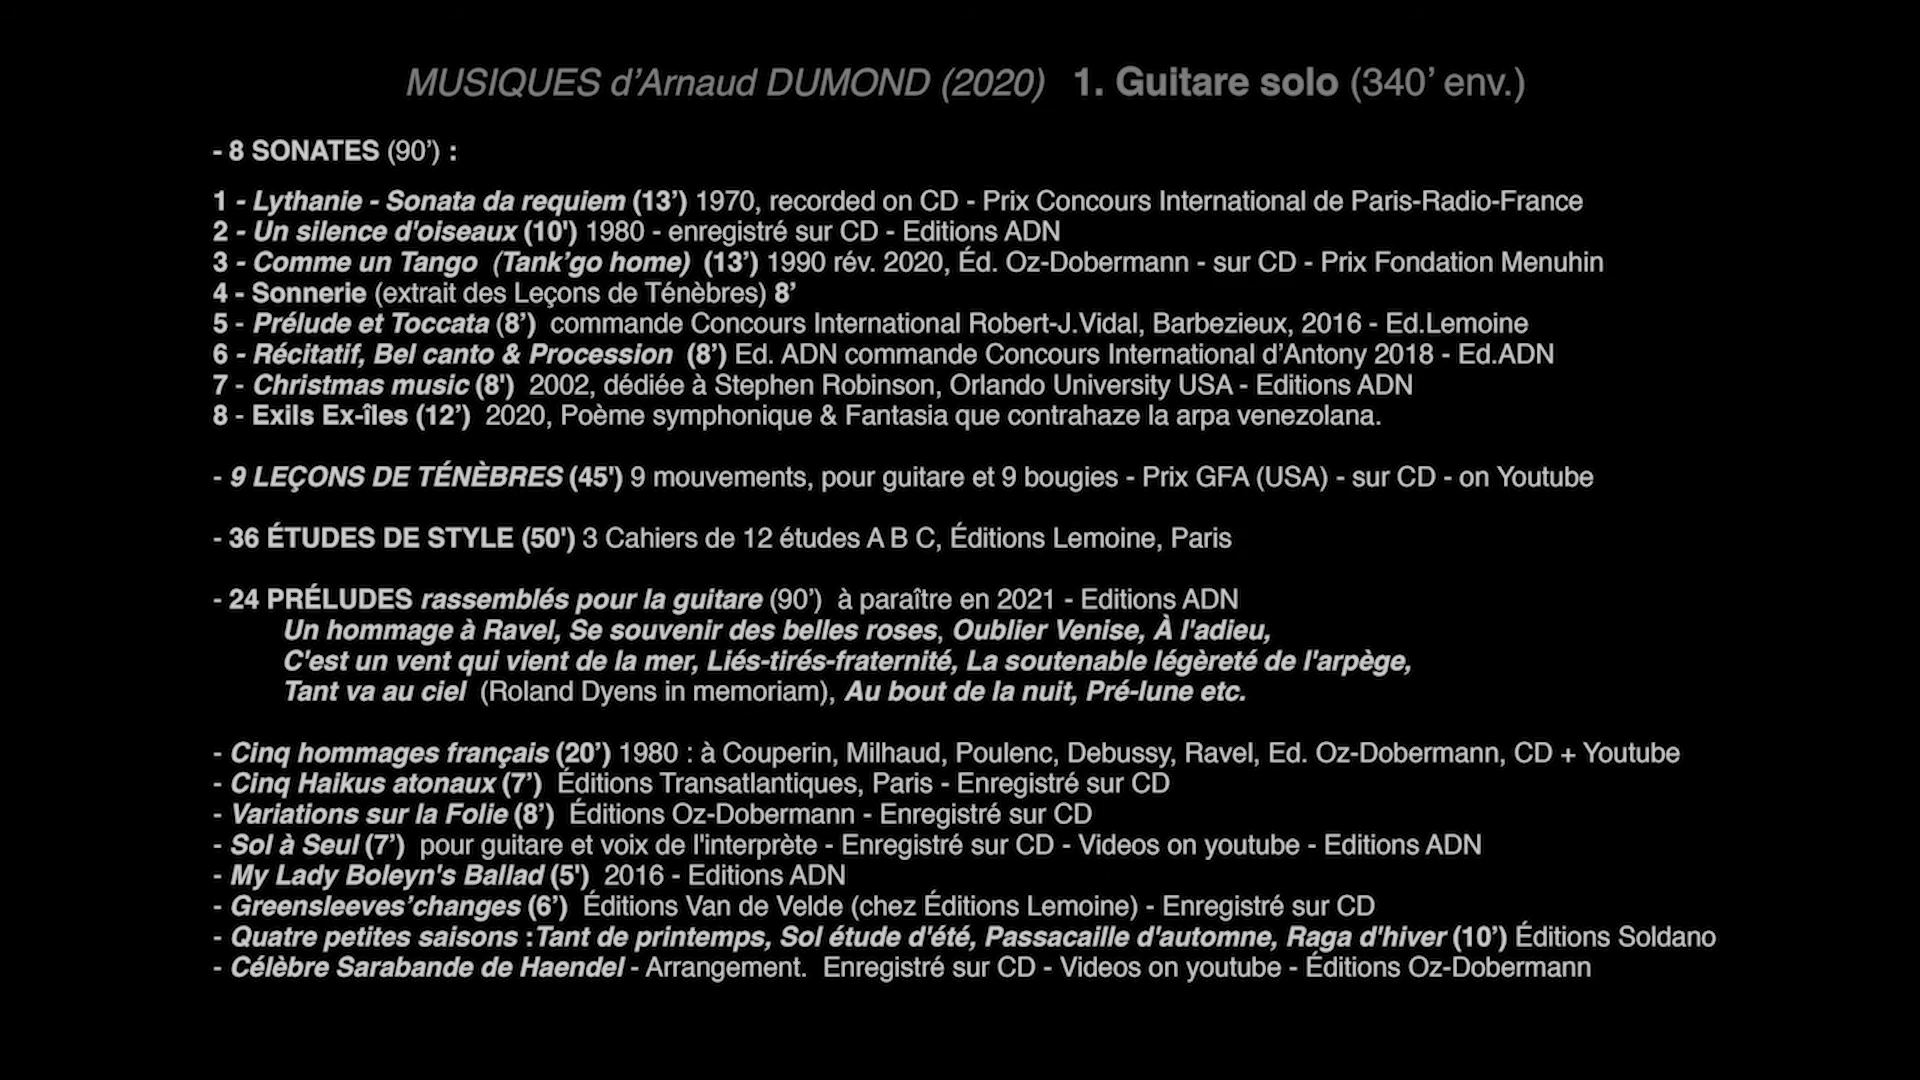 MUSIQUES d’Arnaud DUMOND (2020) 1. Guitare solo (340’ env.)
- 8 SONATES (90’) :
1 - Lythanie - Sonata da requiem (13’) 1970, recorded on CD - Prix Concours International de Paris-Radio-France
2 - Un silence d'oiseaux (10') 1980 - enregistré sur CD - Editions ADN
3 - Comme un Tango (Tank’go home) (13’) 1990 rév. 2020, Éd. Oz-Dobermann - sur CD - Prix Fondation Menuhin
4 - Sonnerie (extrait des Leçons de Ténèbres) 8’
5 - Prélude et Toccata (8’) commande Concours International Robert-J.Vidal, Barbezieux, 2016 - Ed.Lemoine
6 - Récitatif, Bel canto & Procession (8’) Ed. ADN commande Concours International d’Antony 2018 - Ed.ADN
7 - Christmas music (8') 2002, dédiée à Stephen Robinson, Orlando University USA - Editions ADN
8 - Exils Ex-îles (12’) 2020, Poème symphonique & Fantasia que contrahaze la arpa venezolana.
- 9 LEÇONS DE TÉNÈBRES (45') 9 mouvements, pour guitare et 9 bougies - Prix GFA (USA) - sur CD - on Youtube
- 36 ÉTUDES DE STYLE (50') 3 Cahiers de 12 études A B C, Éditions Lemoine, Paris
- 24 PRÉLUDES rassemblés pour la guitare (90’) à paraître en 2021 - Editions ADN
Un hommage à Ravel, Se souvenir des belles roses, Oublier Venise, À l'adieu,
C'est un vent qui vient de la mer, Liés-tirés-fraternité, La soutenable légèreté de l'arpège,
Tant va au ciel (Roland Dyens in memoriam), Au bout de la nuit, Pré-lune etc.
- Cinq hommages français (20’) 1980 : à Couperin, Milhaud, Poulenc, Debussy, Ravel, Ed. Oz-Dobermann, CD + Youtube
- Cinq Haikus atonaux (7’) Éditions Transatlantiques, Paris - Enregistré sur CD
- Variations sur la Folie (8’) Éditions Oz-Dobermann - Enregistré sur CD
- Sol à Seul (7’) pour guitare et voix de l'interprète - Enregistré sur CD - Videos on youtube - Editions ADN
- My Lady Boleyn's Ballad (5') 2016 - Editions ADN
- Greensleeves’changes (6’) Éditions Van de Velde (chez Éditions Lemoine) - Enregistré sur CD
- Quatre petites saisons :Tant de printemps, Sol étude d'été, Passacaille d'automne, Raga d'hiver (10’) Éditions Soldano
- Célèbre Sarabande de Haendel - Arrangement. Enregistré sur CD - Videos on youtube - Éditions Oz-Dobermann